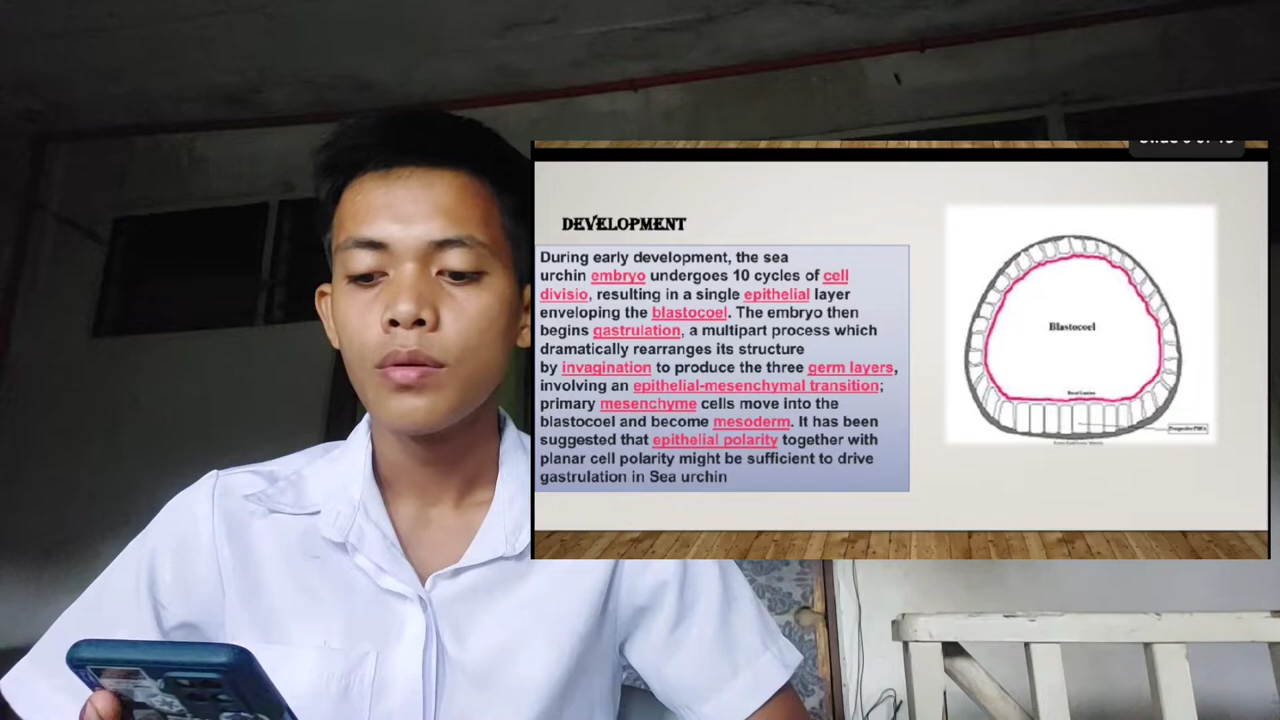 DEVELOPMENT
During early development, the sea
urchin embryo undergoes 10 cycles of cell
divisio, resulting in a single epithelial layer
enveloping the blastocoel. The embryo then
begins gastrulation, a multipart process which
dramatically rearranges its structure
by invagination to produce the three germ layers,
involving an epithelial-mesenchymal transition;
primary mesenchyme cells move into the
blastocoel and become mesoderm. It has been
suggested that epithelial polarity together with
planar cell polarity might be sufficient to drive
gastrulation in Sea urchin
Blastocoel